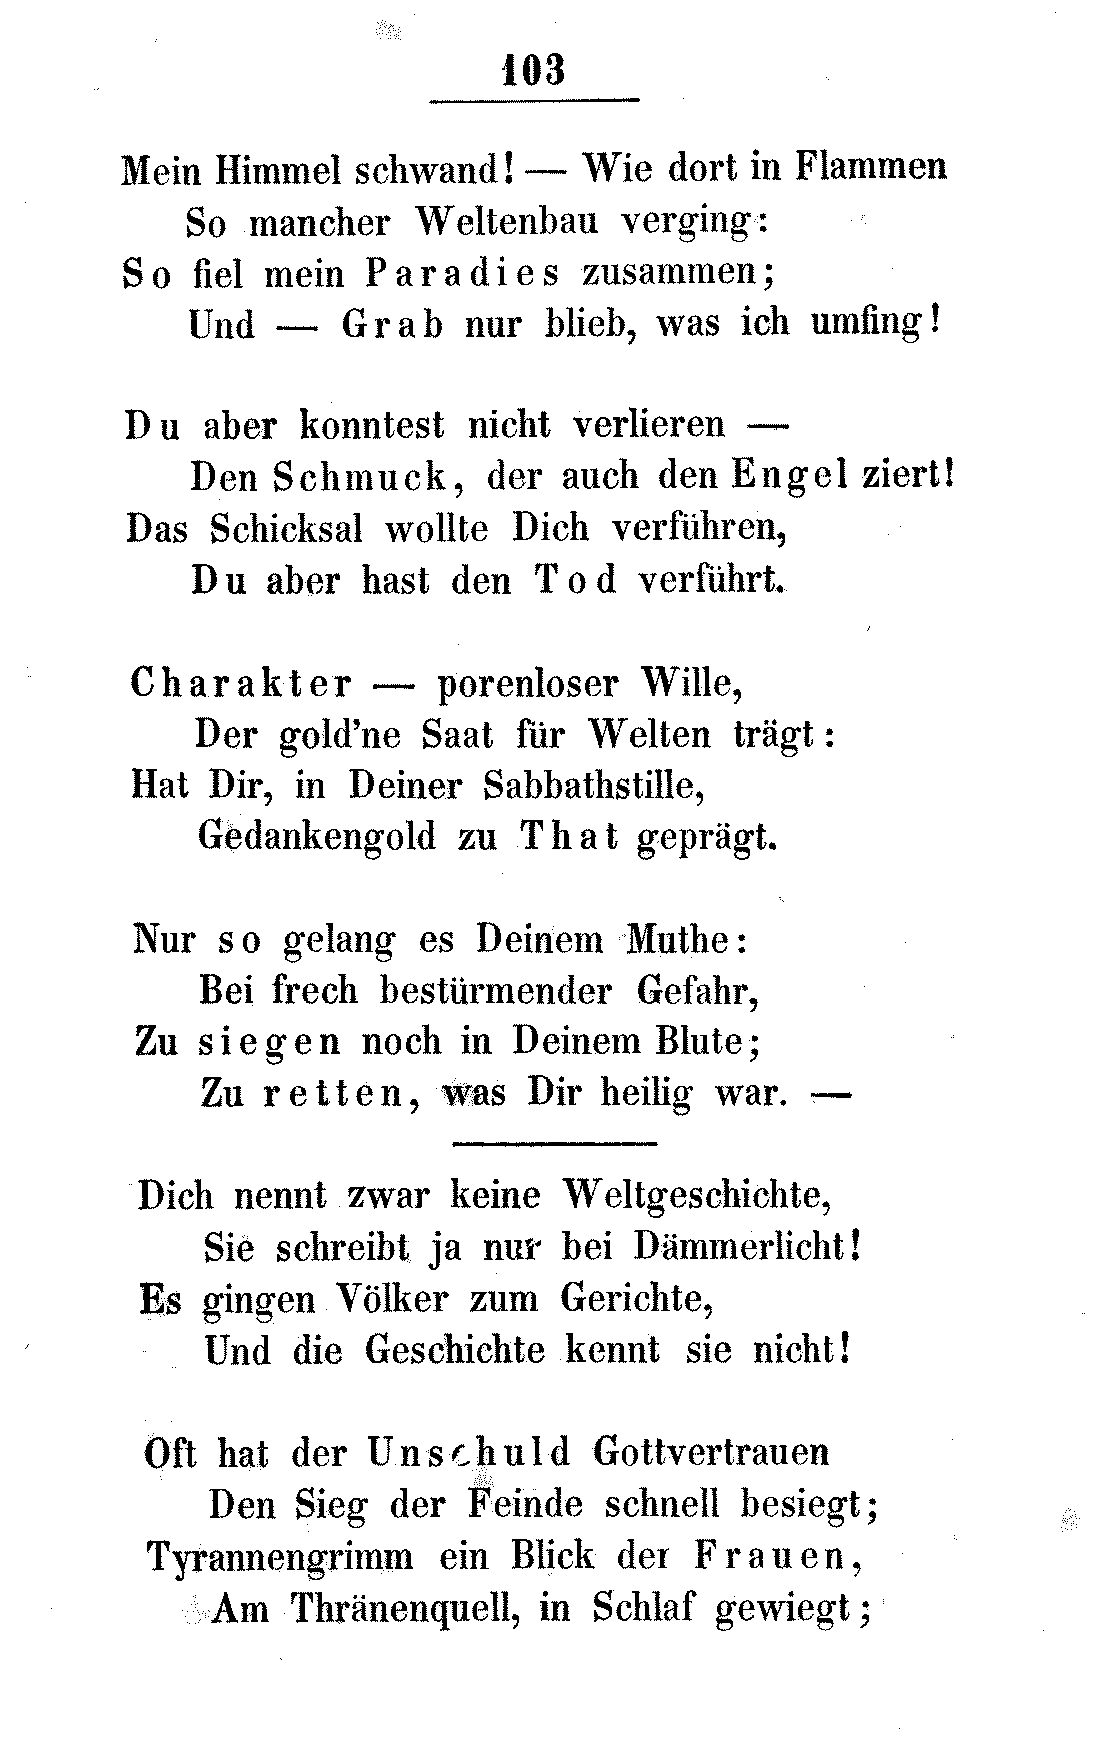 103
Mein Himmel schwand! — Wie dort in Flammen
So mancher Weltenbau verging:
So fiel mein Paradies zusammen;
Und — Grab nur blieb, was ich umfing!
Du aber konntest nicht verlieren —
Den Schmuck, der auch den Engel ziert!
Das Schicksal wollte Dich verführen,
Du aber hast den Tod verführt.
Charakter — porenloser Wille,
Der gold'ne Saat für Welten trägt:
Hat Dir, in Deiner Sabbathstille,
Gedankengold zu That geprägt.
Nur so gelang es Deinem Muthe:
Bei frech bestürmender Gefahr,
Zu siegen noch in Deinem Blute;
Zu retten, was Dir heilig war. —
Dich nennt zwar keine Weltgeschichte,
Sie schreibt ja nur bei Dämmerlicht!
Es gingen Völker zum Gerichte,
Und die Geschichte kennt sie nicht!
Oft hat der Unschuld Gottvertrauen
Den Sieg der Feinde schnell besiegt;
Tyrannengrimm ein Blick der Frauen,
Am Thränenquell, in Schlaf gewiegt;